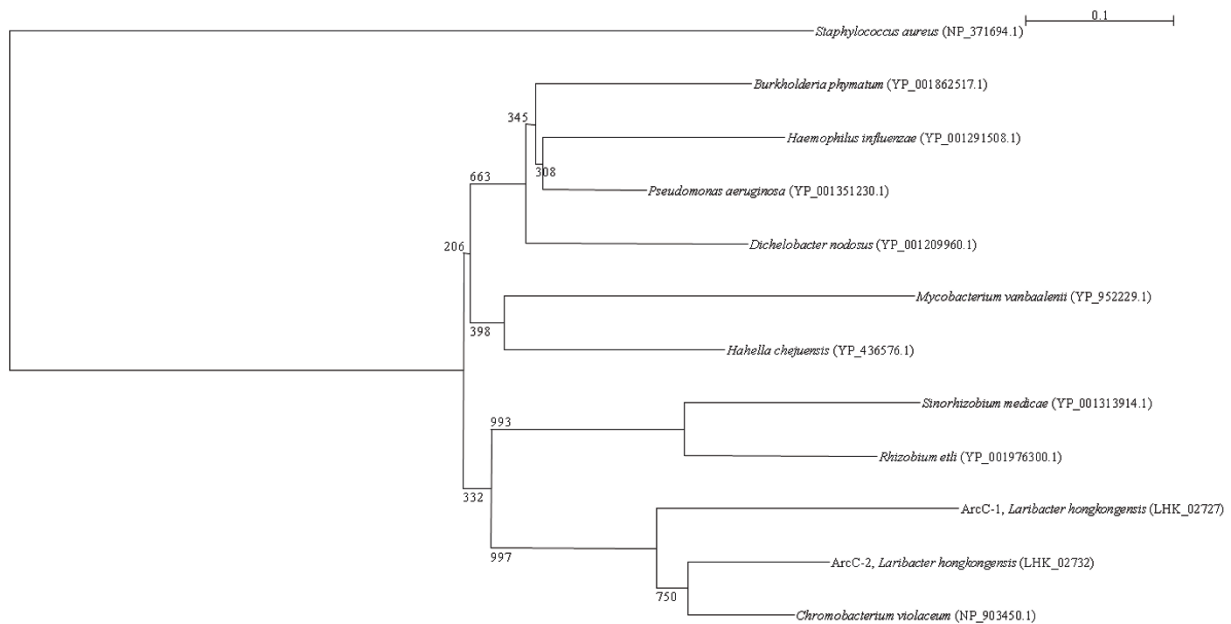 0.1
Staphylococcus aureus (NP_371694.1)
Burkholderia phymatum (YP_001862517.1)
345
Haemophilus influenzae (YP_001291508.1)
308
663
Pseudomonas aeruginosa (YP_001351230.1)
206
Dichelobacter nodosus (YP_001209960.1)
Mycobacterium vanbaalenii (YP_952229.1)
398
Hahella chejuensis (YP_436576.1)
Sinorhizobium medicae (YP_001313914.1)
993
Rhizobium etli (YP_001976300.1)
332
ArcC-1, Laribacter hongkongensis (LHK_02727)
997
ArcC-2, Laribacter hongkongensis (LHK_02732)
750
Chromobacterium violaceum (NP_903450.1)